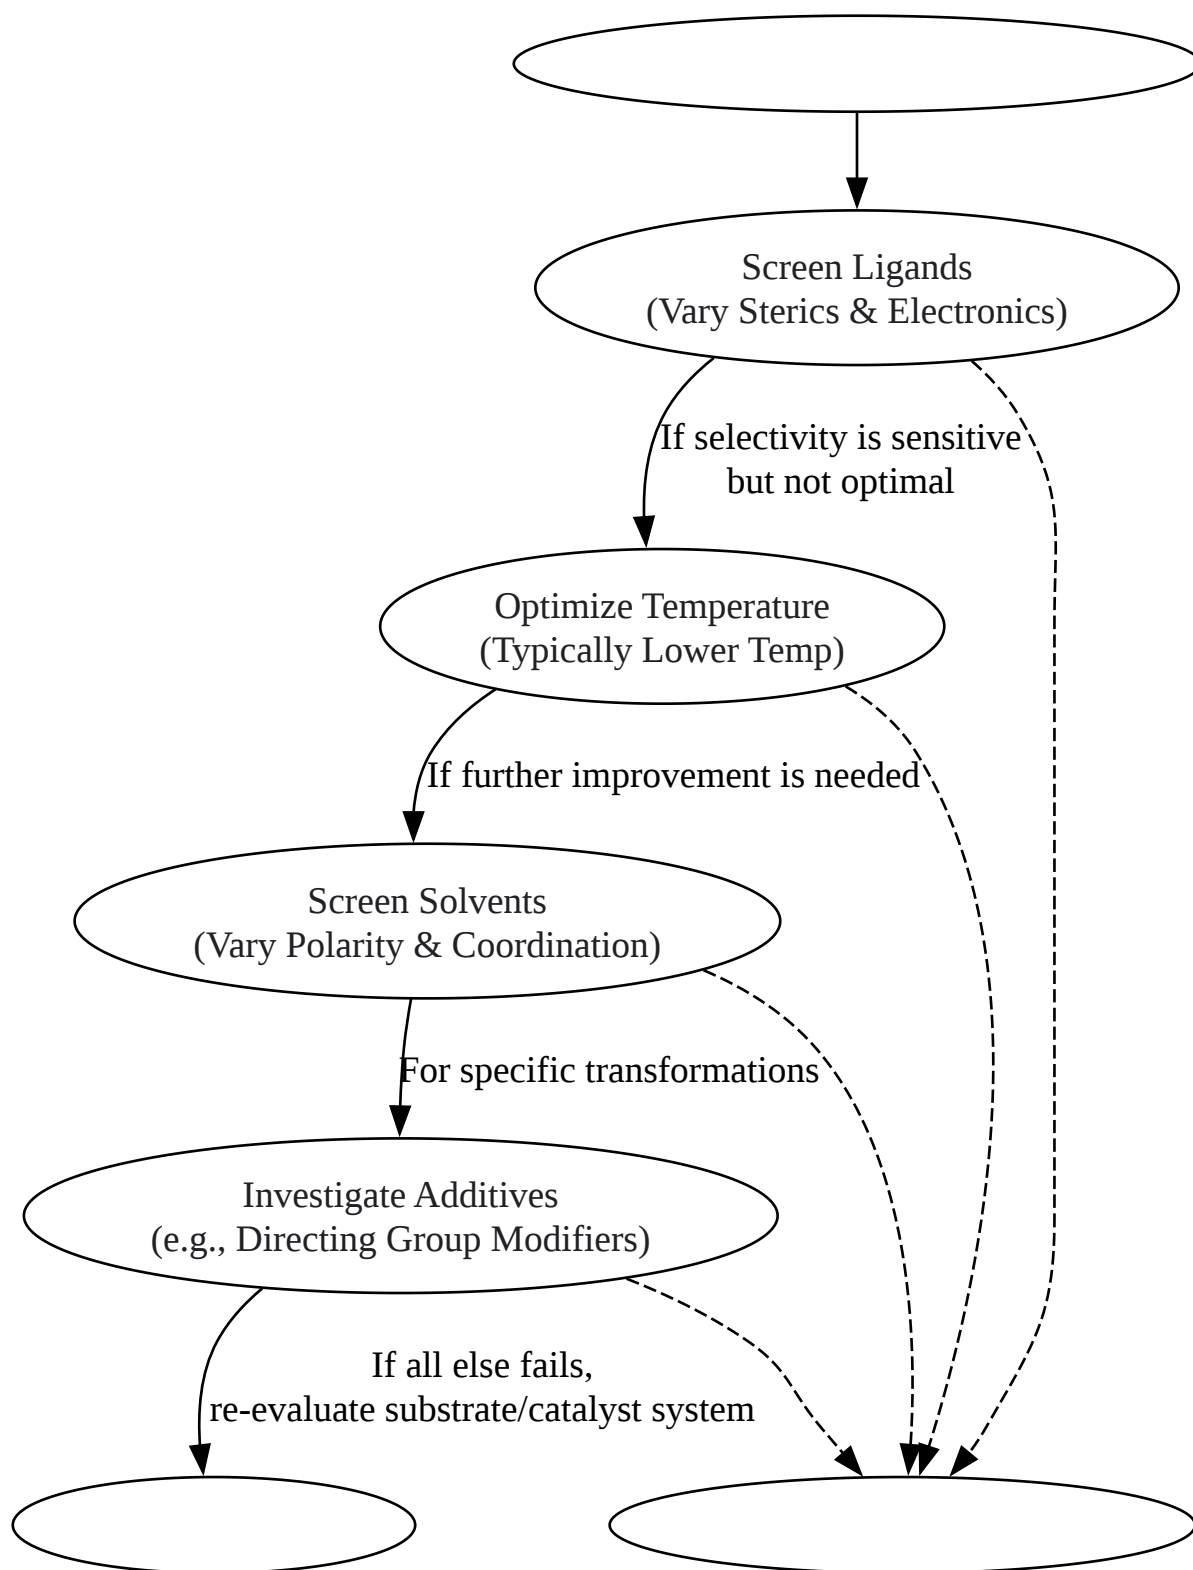 Screen Ligands
(Vary Sterics & Electronics)
If selectivity is sensitive
but not optimal
Optimize Temperature
(Typically Lower Temp)
If further improvement is needed
Screen Solvents
(Vary Polarity & Coordination)
For specific transformations
Investigate Additives
(e.g., Directing Group Modifiers)
If all else fails,
re-evaluate substrate/catalyst system